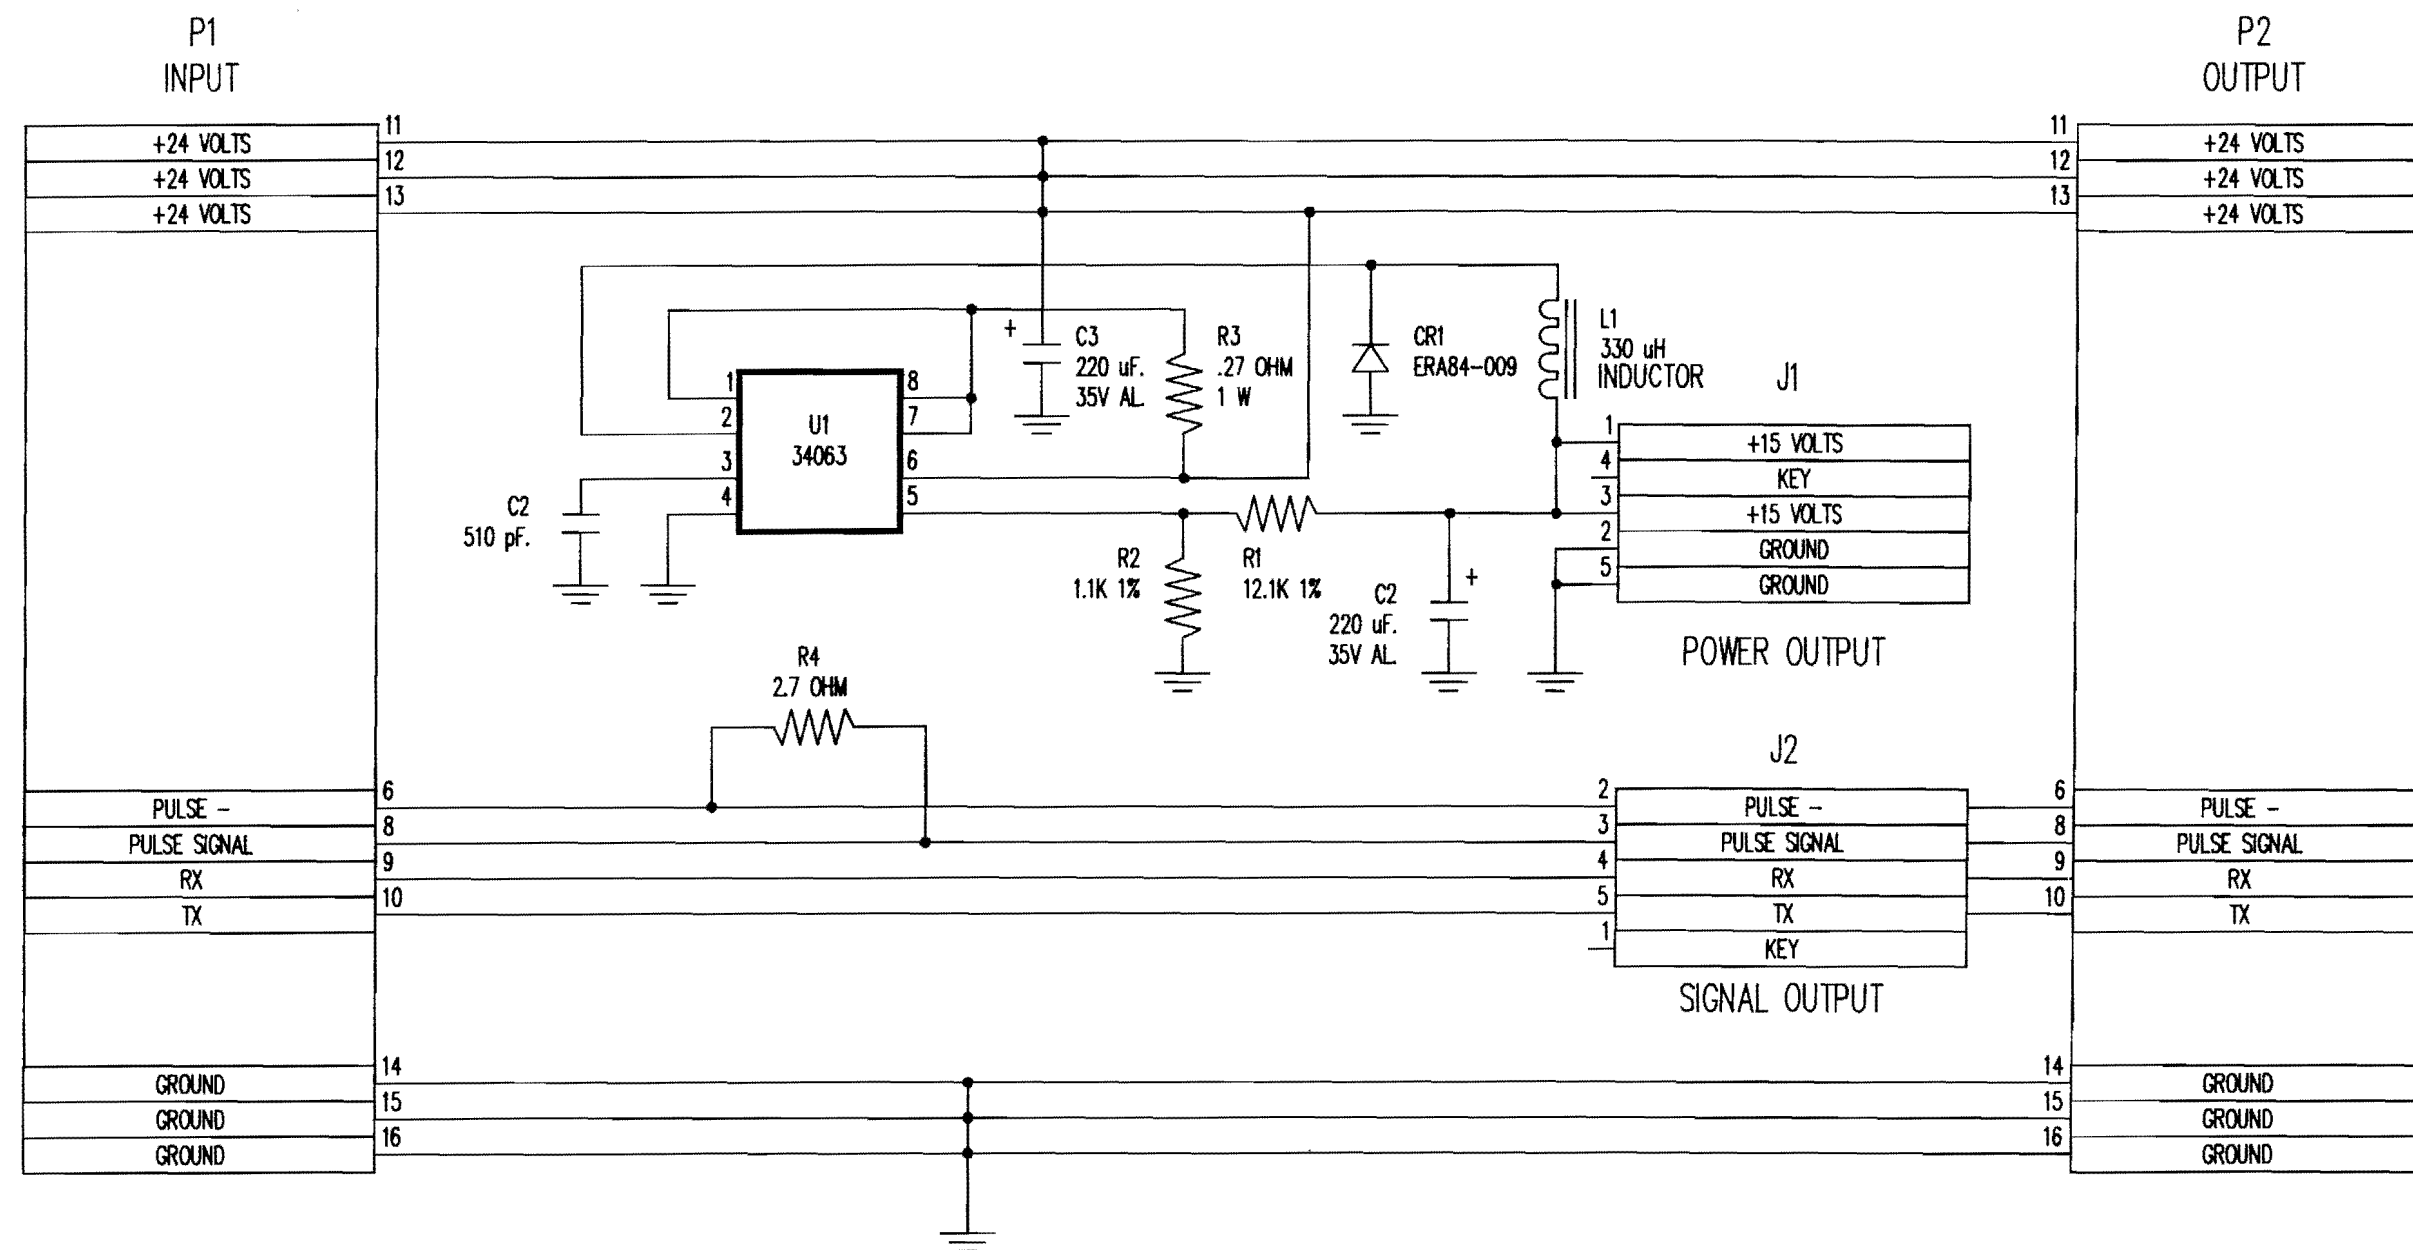 P1
INPUT
P2
OUTPUT
11
+24 VOLTS
12
+24 VOLTS
13
+24 VOLTS
11
+24 VOLTS
12
+24 VOLTS
13
+24 VOLTS
1
2
3
4
U1
34063
8
7
6
5
+
C3
220 uF.
35V AL.
R3
.27 OHM
1 W
CR1
ERA84-009
L1
330 uH
INDUCTOR
J1
1
+15 VOLTS
4
KEY
3
+15 VOLTS
2
GROUND
5
GROUND
POWER OUTPUT
C2
510 pF.
R2
1.1K 1%
R1
12.1K 1%
+
C2
220 uF.
35V AL.
R4
2.7 OHM
J2
6
PULSE -
8
PULSE SIGNAL
9
RX
10
TX
2
PULSE -
3
PULSE SIGNAL
4
RX
5
TX
1
KEY
SIGNAL OUTPUT
6
PULSE -
8
PULSE SIGNAL
9
RX
10
TX
14
GROUND
15
GROUND
16
GROUND
14
GROUND
15
GROUND
16
GROUND